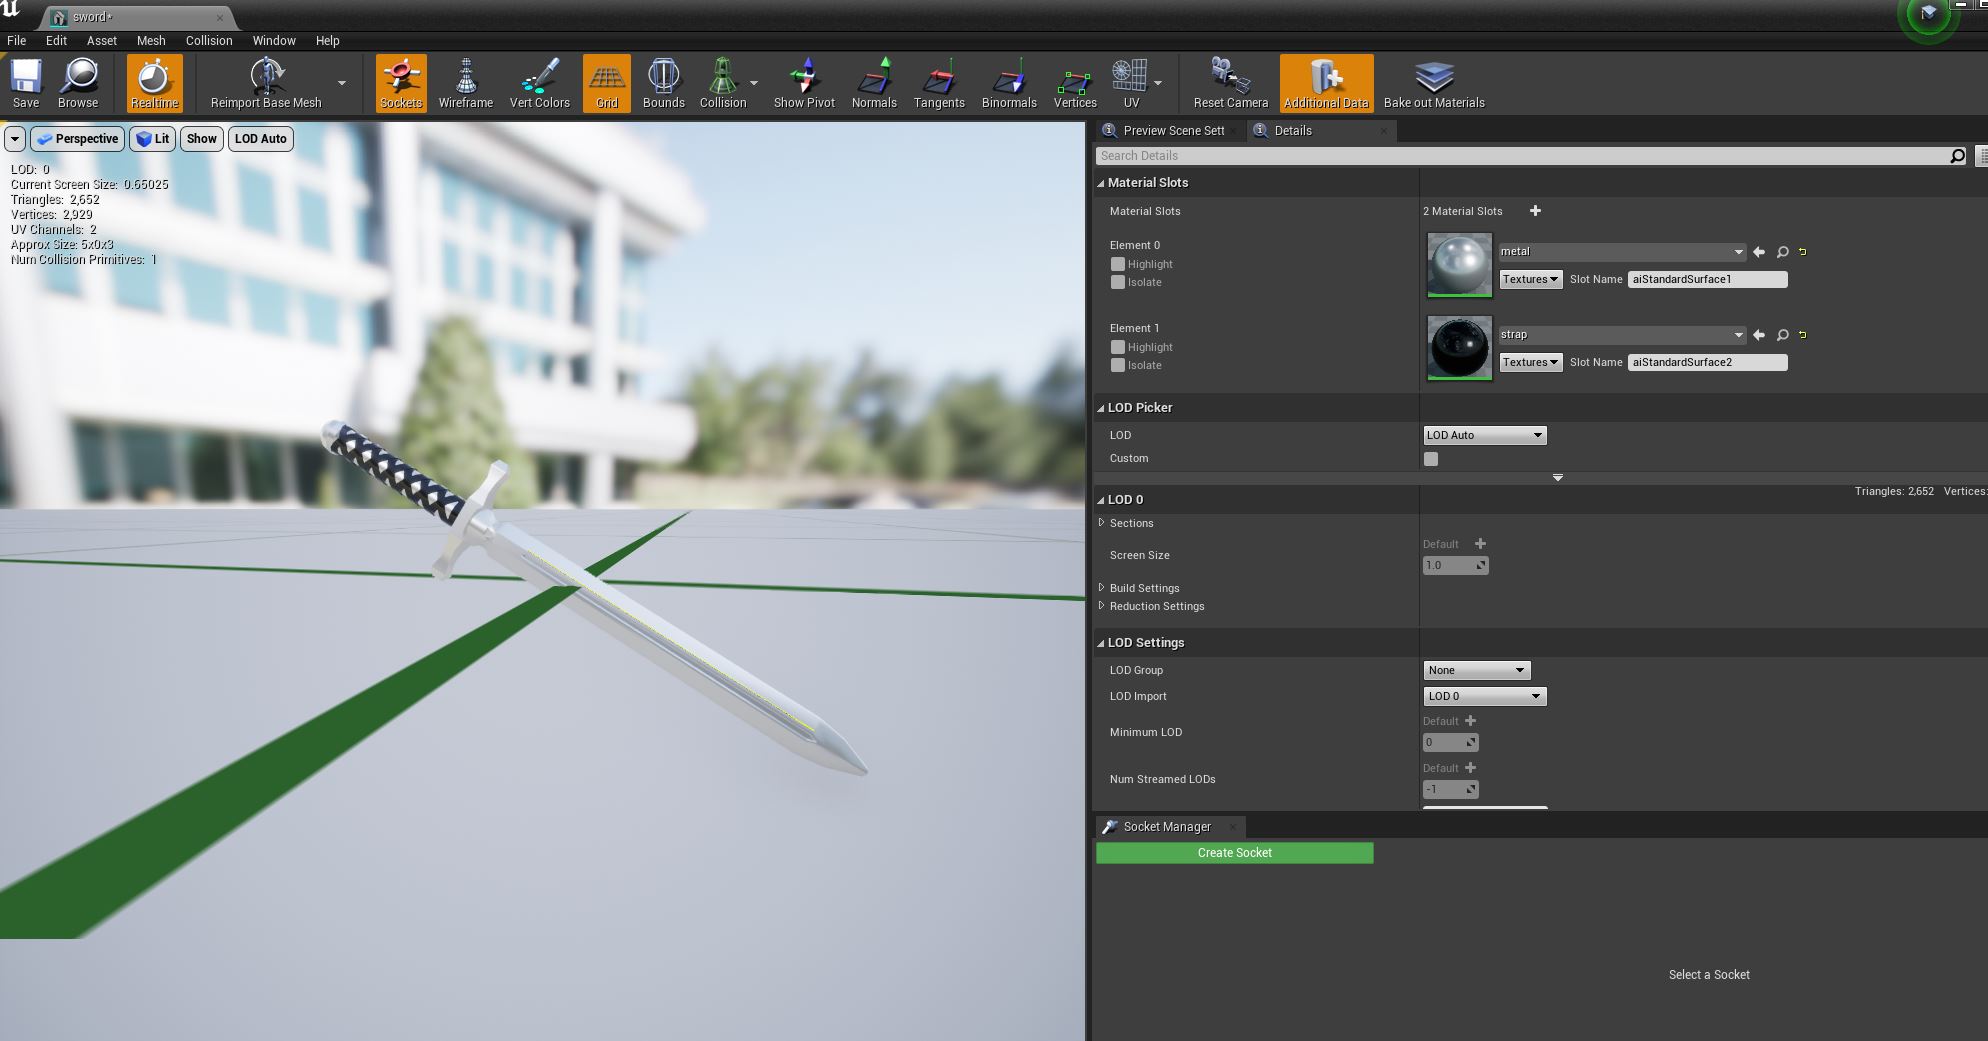 sword*
File Edit Asset Mesh Collision Window Help
Save Browse Realtime Reimport Base Mesh Sockets Wireframe Vert Colors Grid Bounds Collision Show Pivot Normals Tangents Binormals Vertices UV Reset Camera Additional Data Bake out Materials
Perspective Lit Show LOD Auto
LOD: 0
Current Screen Size: 0.65025
Triangles: 2,652
Vertices: 2,929
UV Channels: 2
Approx Size: 5x0x3
Num Collision Primitives: 1
Preview Scene Sett Details
Search Details
Material Slots
Material Slots 2 Material Slots
Element 0
Highlight
Isolate
metal
Textures Slot Name aiStandardSurface1
Element 1
Highlight
Isolate
strap
Textures Slot Name aiStandardSurface2
LOD Picker
LOD LOD Auto
Custom
LOD 0 Triangles: 2,652 Vertices:
Sections
Screen Size Default
1.0
Build Settings
Reduction Settings
LOD Settings
LOD Group None
LOD Import LOD 0
Minimum LOD Default
0
Num Streamed LODs Default
-1
Socket Manager
Create Socket
Select a Socket